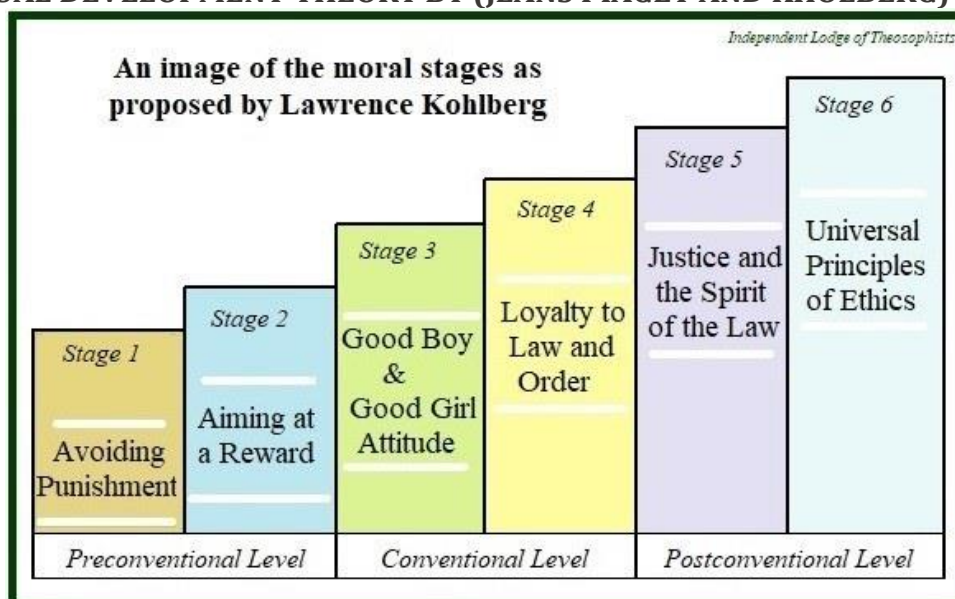 Independent Lodge of Theosophists
An image of the moral stages as
proposed by Lawrence Kohlberg
Stage 1
Avoiding
Punishment
Stage 2
Aiming at
a Reward
Stage 3
Good Boy
&
Good Girl
Attitude
Stage 4
Loyalty to
Law and
Order
Stage 5
Justice and
the Spirit
of the Law
Stage 6
Universal
Principles
of Ethics
Preconventional Level
Conventional Level
Postconventional Level